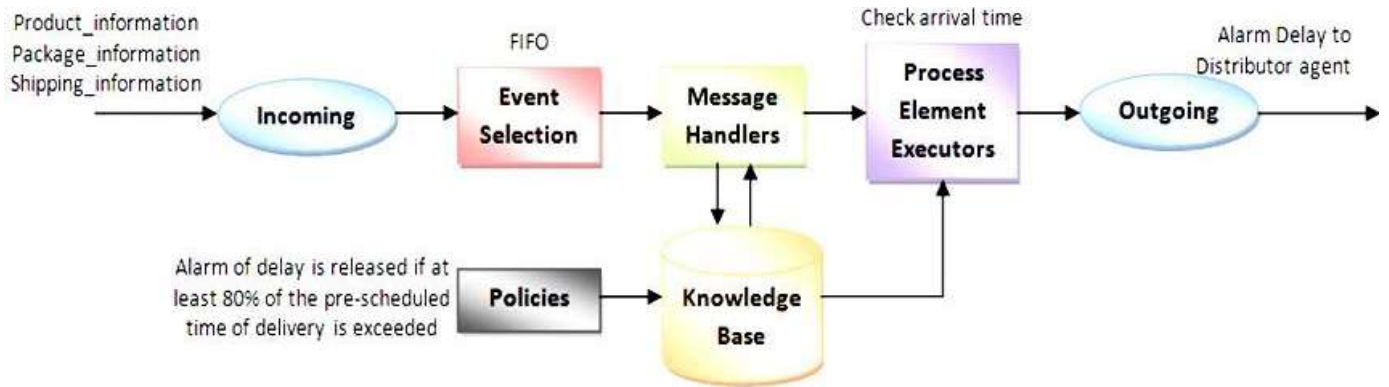 Product_information
Package_information
Shipping_information
Incoming
FIFO
Event
Selection
Message
Handlers
Check arrival time
Process
Element
Executors
Outgoing
Alarm Delay to
Distributor agent
Alarm of delay is released if at
least 80% of the pre-scheduled
time of delivery is exceeded
Policies
Knowledge
Base